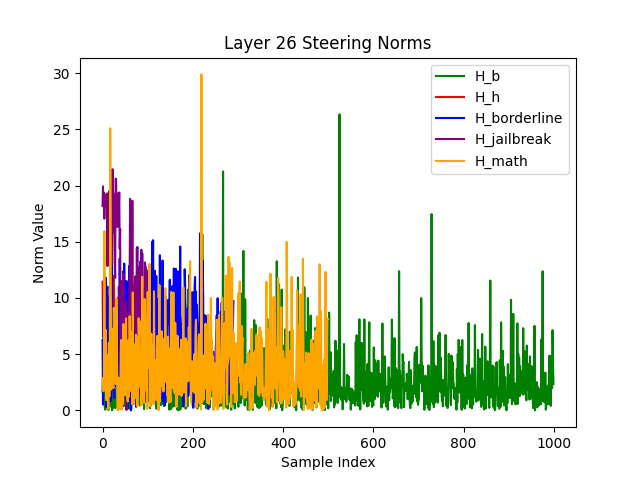 Layer 26 Steering Norms
30
25
20
15
10
5
0
Norm Value
H_b
H_h
H_borderline
H_jailbreak
H_math
0 200 400 600 800 1000
Sample Index